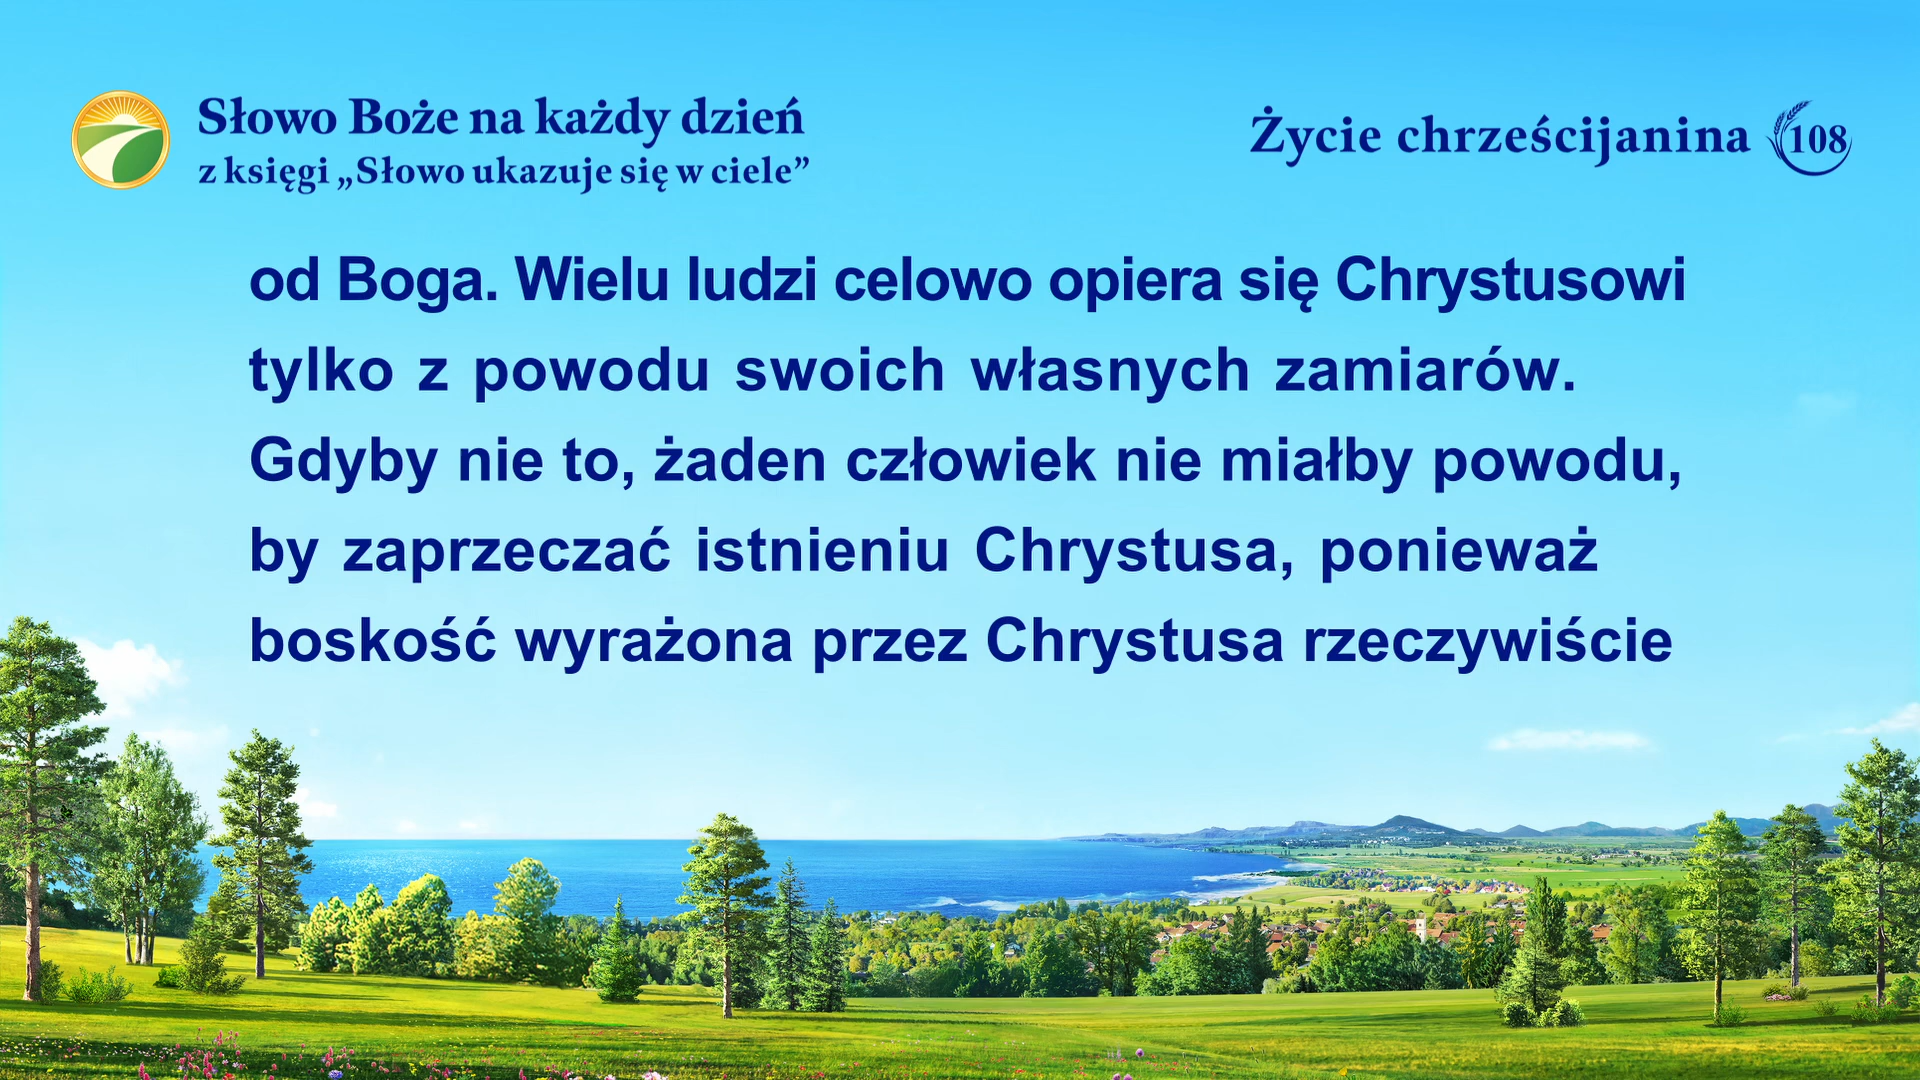 Słowo Boże na każdy dzień
z księgi „Słowo ukazuje się w ciele”
Życie chrześcijanina 108
od Boga. Wielu ludzi celowo opiera się Chrystusowi
tylko z powodu swoich własnych zamiarów.
Gdyby nie to, żaden człowiek nie miałby powodu,
by zaprzeczać istnieniu Chrystusa, ponieważ
boskość wyrażona przez Chrystusa rzeczywiście